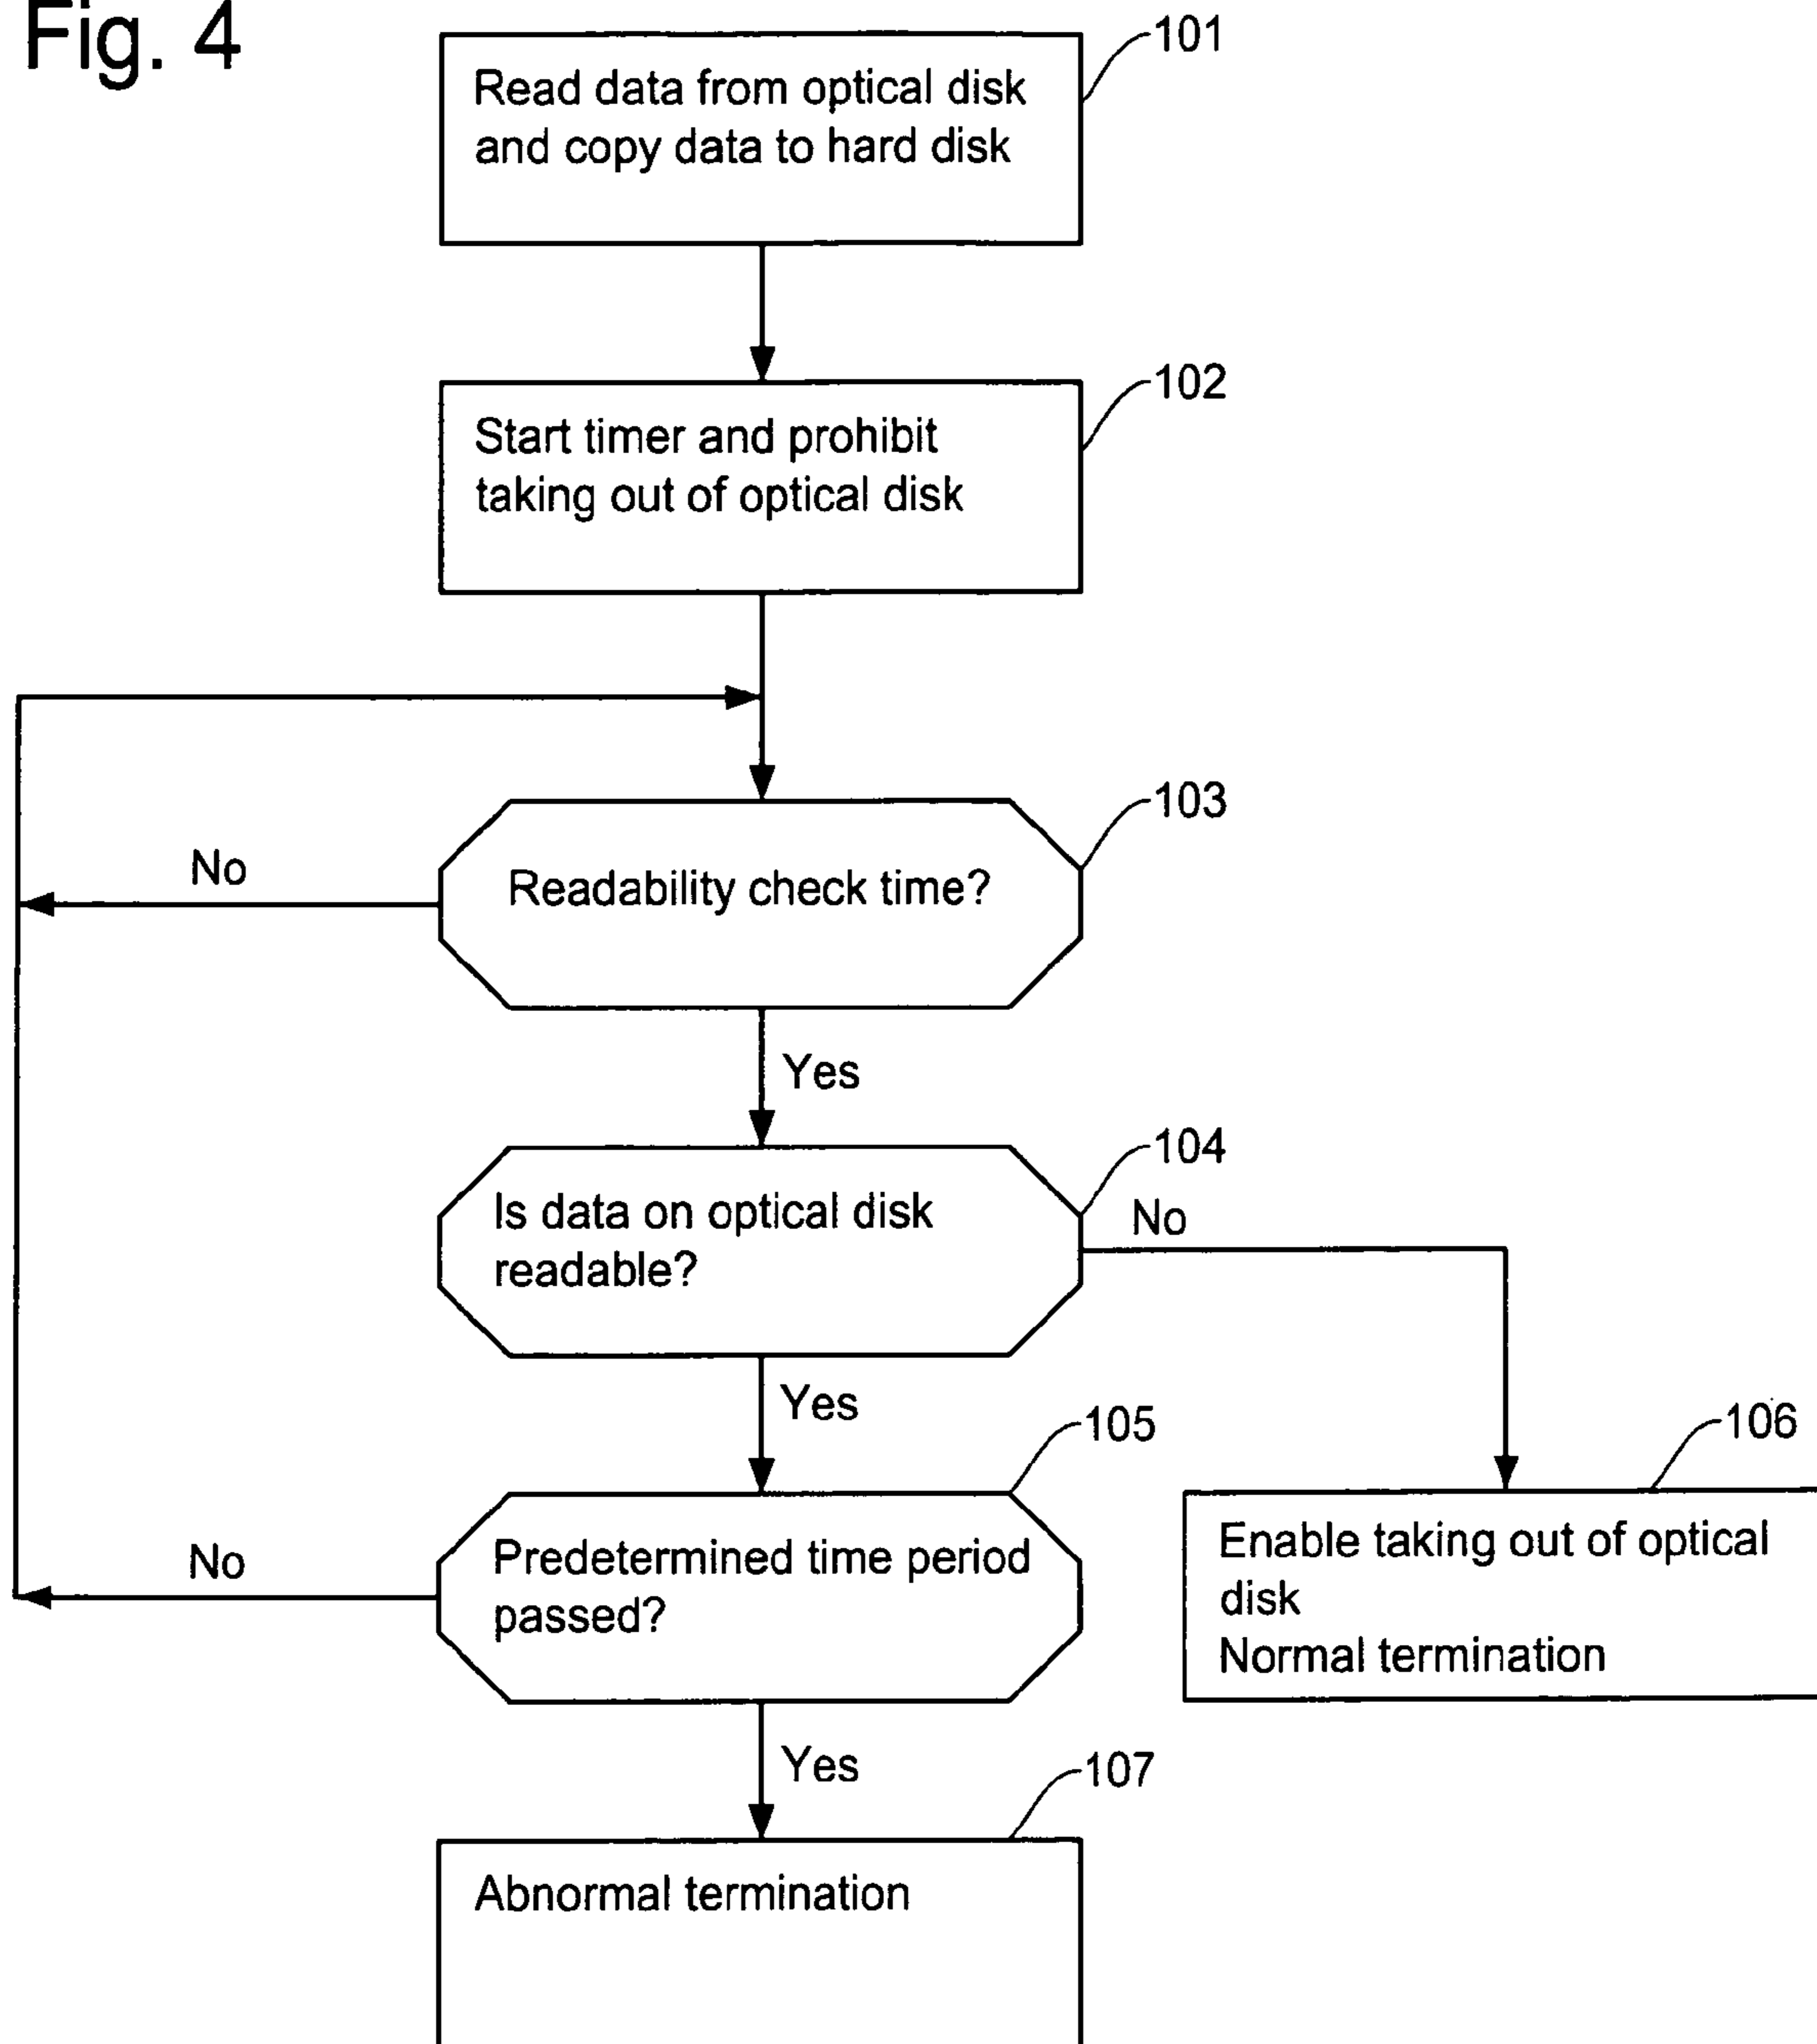 Fig. 4
101
Read data from optical disk
and copy data to hard disk
102
Start timer and prohibit
taking out of optical disk
103
No
Readability check time?
Yes
104
Is data on optical disk
readable?
No
Yes
105
106
No
Predetermined time period
passed?
Enable taking out of optical
disk
Normal termination
Yes
107
Abnormal termination